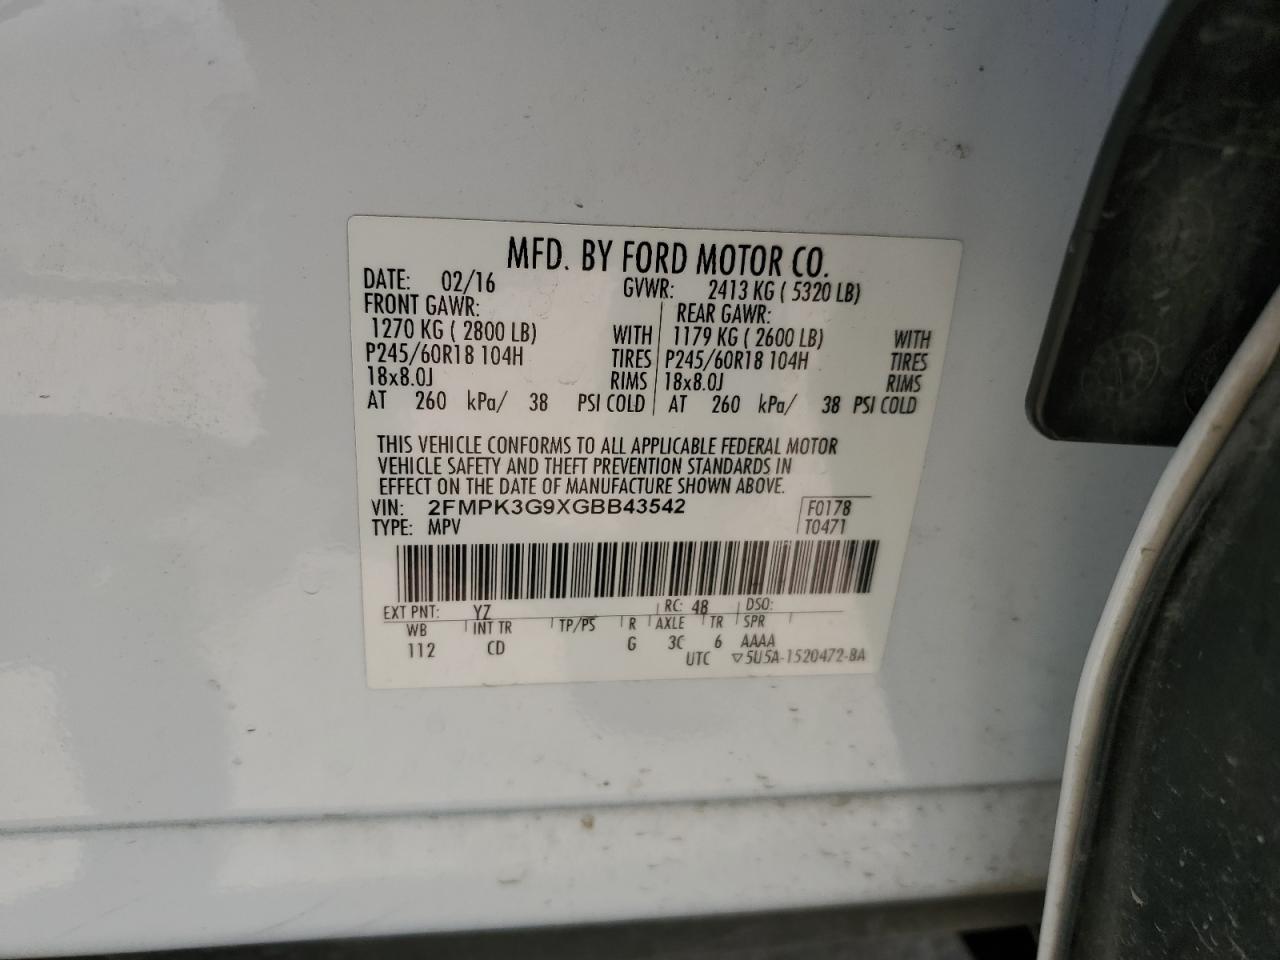 MFD. BY FORD MOTOR CO.
DATE: 02/16 GVWR: 2413 KG ( 5320 LB)
FRONT GAWR: REAR GAWR:
1270 KG ( 2800 LB) WITH 1179 KG ( 2600 LB) WITH
P245/60R18 104H TIRES P245/60R18 104H TIRES
18x8.0J RIMS 18x8.0J RIMS
AT 260 kPa/ 38 PSI COLD AT 260 kPa/ 38 PSI COLD
THIS VEHICLE CONFORMS TO ALL APPLICABLE FEDERAL MOTOR
VEHICLE SAFETY AND THEFT PREVENTION STANDARDS IN
EFFECT ON THE DATE OF MANUFACTURE SHOWN ABOVE.
VIN: 2FMPK3G9XGBB43542 F0178
TYPE: MPV T0471
EXT PNT: YZ RC: 48 DSO:
WB INT TR TP/PS R AXLE TR SPR
112 CD G 3C 6 AAAA
UTC ▽5U5A-1520472-BA